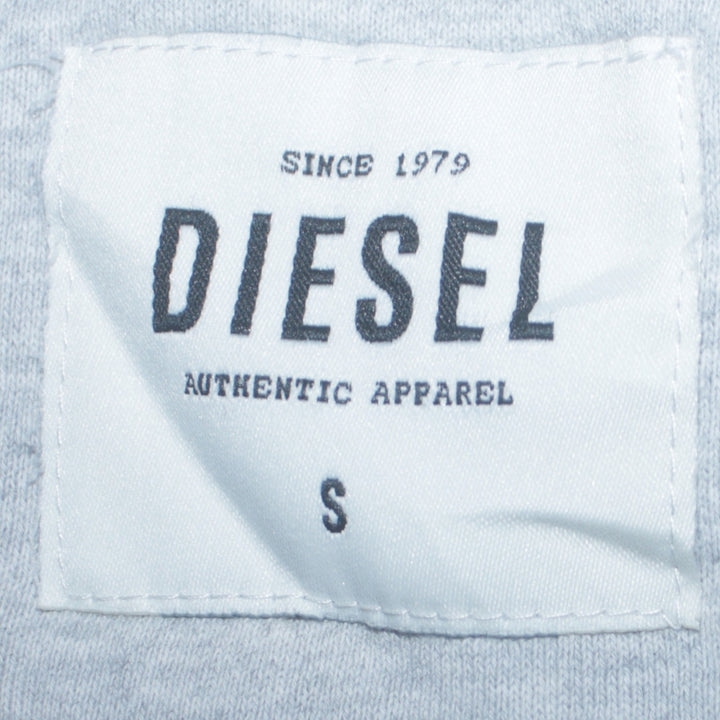 SINCE 1979
DIESEL
AUTHENTIC APPAREL
S